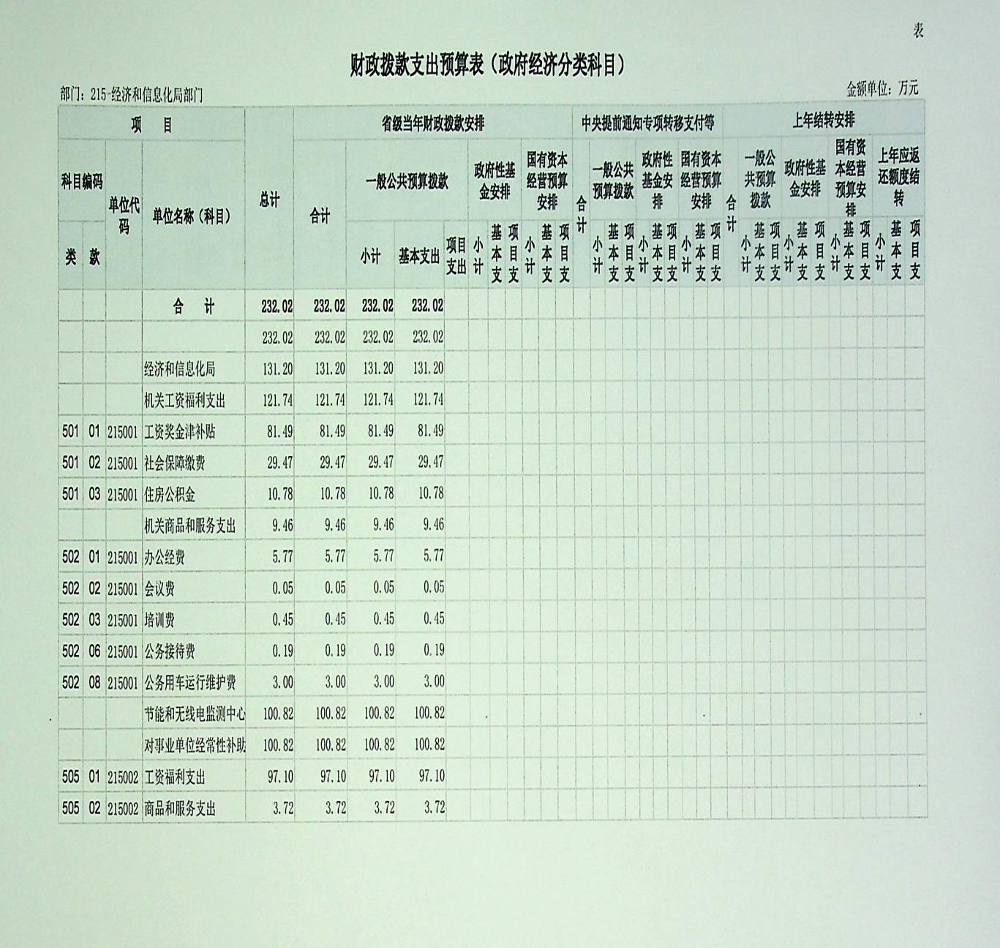 表
财政拨款支出预算表（政府经济分类科目）
部门：215-经济和信息化局部门 金额单位：万元
项 目 总计 省级当年财政拨款安排 中央提前通知专项转移支付等 上年结转安排
科目编码 单位代码 单位名称（科目） 合计 一般公共预算拨款 政府性基金安排 国有资本经营预算安排 合计 一般公共预算拨款 政府性基金安排 国有资本经营预算安排 合计 一般公共预算拨款 政府性基金安排 国有资本经营预算安排 上年应返还额度结转
类 款 小计 基本支出 项目支出 小计 基本支 项目支 小计 基本支 项目支 小计 基本支 项目支 小计 基本支 项目支 小计 基本支 项目支 小计 基本支 项目支 小计 基本支 项目支 小计 基本支 项目支 小计 基本支 项目支
合 计 232.02 232.02 232.02 232.02
232.02 232.02 232.02 232.02
经济和信息化局 131.20 131.20 131.20 131.20
机关工资福利支出 121.74 121.74 121.74 121.74
501 01 215001 工资奖金津补贴 81.49 81.49 81.49 81.49
501 02 215001 社会保障缴费 29.47 29.47 29.47 29.47
501 03 215001 住房公积金 10.78 10.78 10.78 10.78
机关商品和服务支出 9.46 9.46 9.46 9.46
502 01 215001 办公经费 5.77 5.77 5.77 5.77
502 02 215001 会议费 0.05 0.05 0.05 0.05
502 03 215001 培训费 0.45 0.45 0.45 0.45
502 06 215001 公务接待费 0.19 0.19 0.19 0.19
502 08 215001 公务用车运行维护费 3.00 3.00 3.00 3.00
节能和无线电监测中心 100.82 100.82 100.82 100.82
对事业单位经常性补助 100.82 100.82 100.82 100.82
505 01 215002 工资福利支出 97.10 97.10 97.10 97.10
505 02 215002 商品和服务支出 3.72 3.72 3.72 3.72